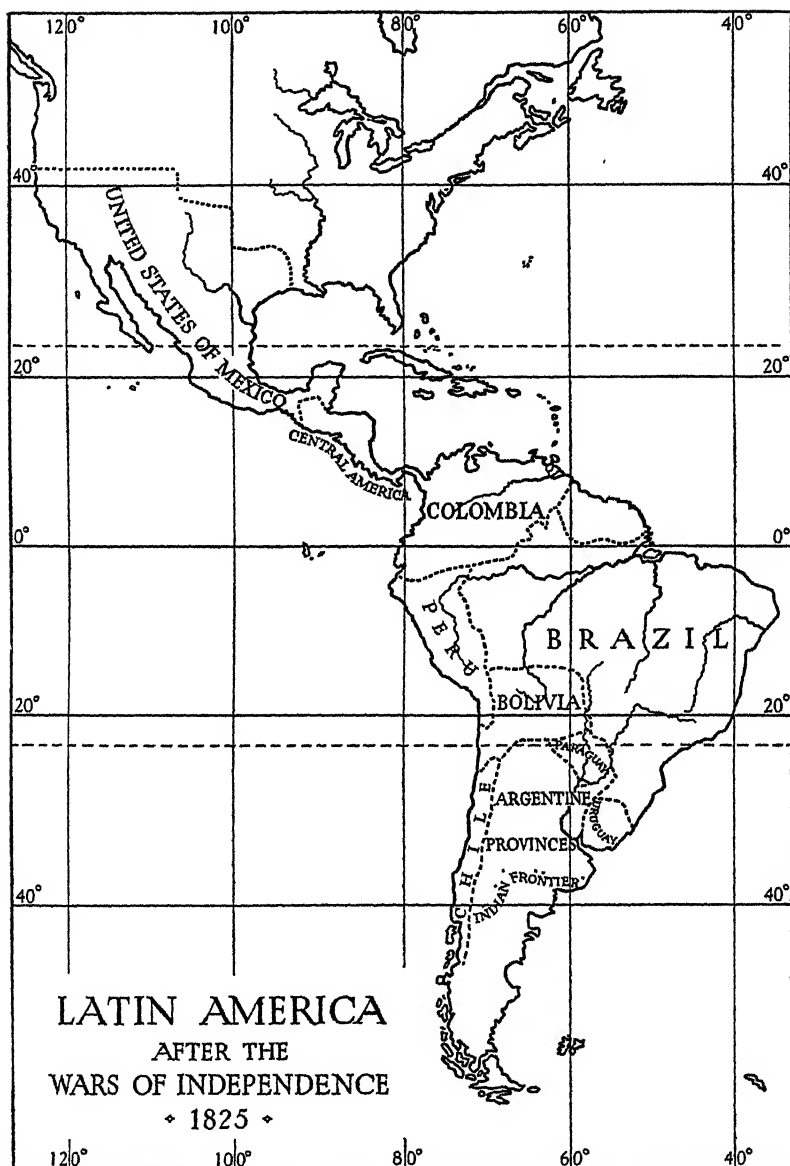 120° 100° 80° 60° 40°
40° 40°
UNITED STATES OF MEXICO
20° 20°
CENTRAL AMERICA
COLOMBIA
0° 0°
PERU
BRAZIL
BOLIVIA
20° 20°
PARAGUAY
CHILE
ARGENTINE
URUGUAY
PROVINCES
INDIAN FRONTIER
40° 40°
LATIN AMERICA
AFTER THE
WARS OF INDEPENDENCE
1825
120° 100° 80° 60° 40°